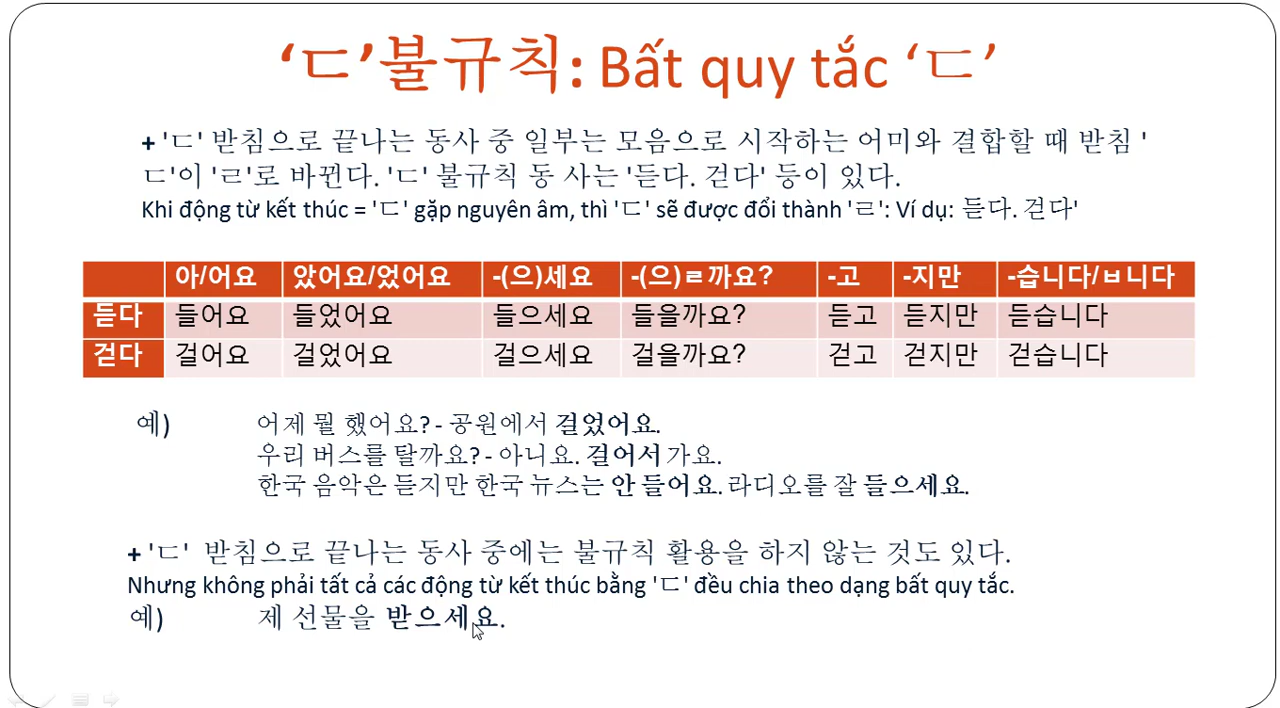 ‘ㄷ’불규칙: Bất quy tắc ‘ㄷ’
+ 'ㄷ' 받침으로 끝나는 동사 중 일부는 모음으로 시작하는 어미와 결합할 때 받침 '
ㄷ'이 'ㄹ'로 바뀐다. 'ㄷ' 불규칙 동 사는 '듣다. 걷다' 등이 있다.
Khi động từ kết thúc = 'ㄷ' gặp nguyên âm, thì 'ㄷ' sẽ được đổi thành 'ㄹ': Ví dụ: 듣다. 걷다'
아/어요 았어요/었어요 -(으)세요 -(으)ㄹ까요? -고 -지만 -습니다/ㅂ니다
듣다 들어요 들었어요 들으세요 들을까요? 듣고 듣지만 듣습니다
걷다 걸어요 걸었어요 걸으세요 걸을까요? 걷고 걷지만 걷습니다
예) 어제 뭘 했어요? - 공원에서 걸었어요.
우리 버스를 탈까요? - 아니요. 걸어서 가요.
한국 음악은 듣지만 한국 뉴스는 안 들어요. 라디오를 잘 들으세요.
+ 'ㄷ' 받침으로 끝나는 동사 중에는 불규칙 활용을 하지 않는 것도 있다.
Nhưng không phải tất cả các động từ kết thúc bằng 'ㄷ' đều chia theo dạng bất quy tắc.
예) 제 선물을 받으세요.